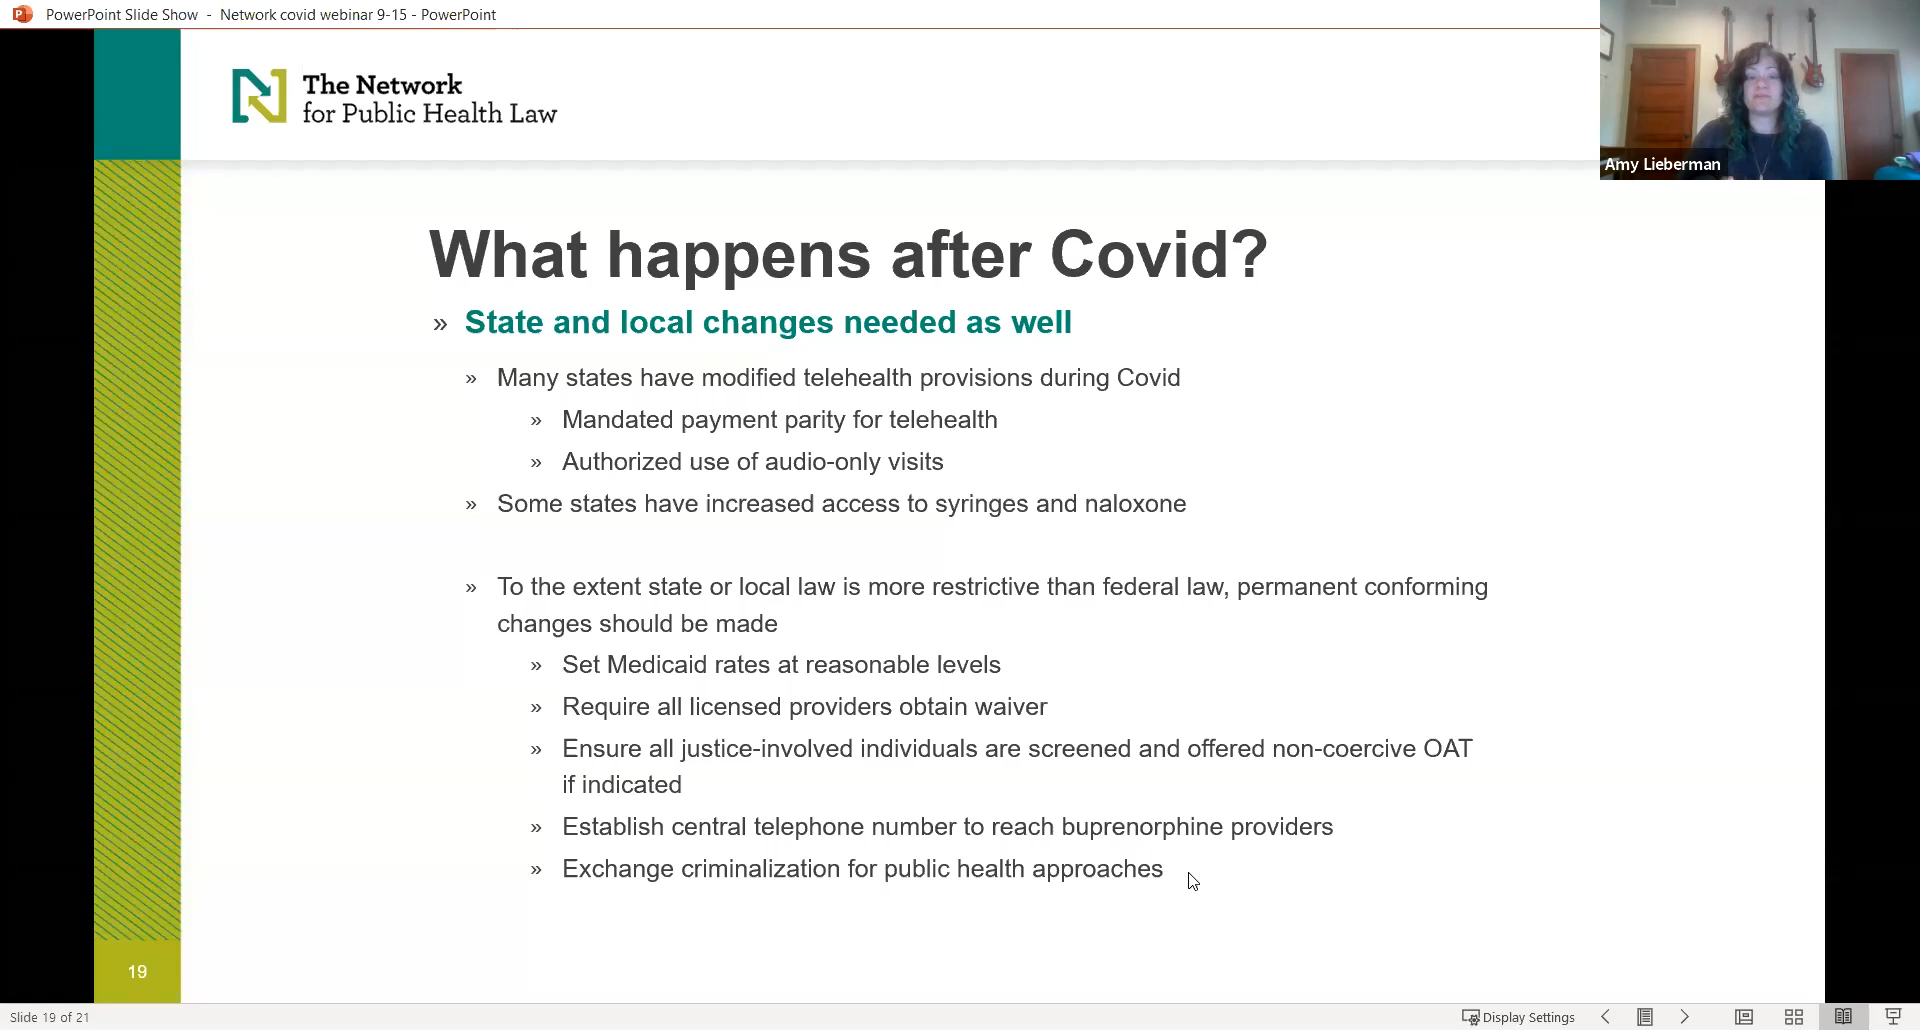 PowerPoint Slide Show - Network covid webinar 9-15 - PowerPoint
The Network
for Public Health Law
Amy Lieberman
What happens after Covid?
» State and local changes needed as well
» Many states have modified telehealth provisions during Covid
» Mandated payment parity for telehealth
» Authorized use of audio-only visits
» Some states have increased access to syringes and naloxone
» To the extent state or local law is more restrictive than federal law, permanent conforming
changes should be made
» Set Medicaid rates at reasonable levels
» Require all licensed providers obtain waiver
» Ensure all justice-involved individuals are screened and offered non-coercive OAT
if indicated
» Establish central telephone number to reach buprenorphine providers
» Exchange criminalization for public health approaches
19
Slide 19 of 21
Display Settings